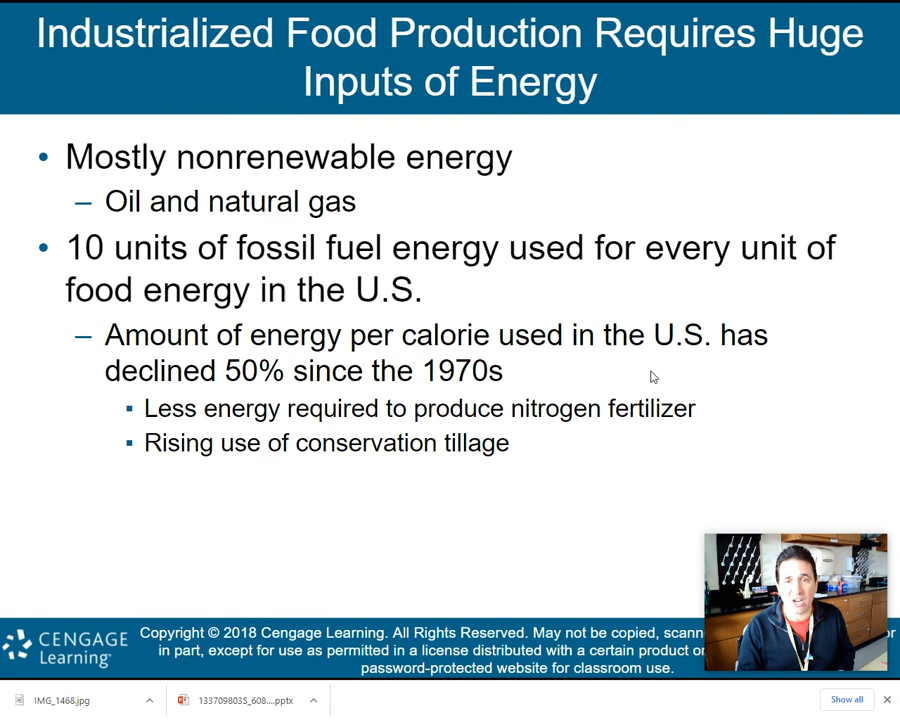 Industrialized Food Production Requires Huge
Inputs of Energy
• Mostly nonrenewable energy
– Oil and natural gas
• 10 units of fossil fuel energy used for every unit of
food energy in the U.S.
– Amount of energy per calorie used in the U.S. has
declined 50% since the 1970s
▪ Less energy required to produce nitrogen fertilizer
▪ Rising use of conservation tillage
CENGAGE
Learning
Copyright © 2018 Cengage Learning. All Rights Reserved. May not be copied, scann
or
in part, except for use as permitted in a license distributed with a certain product or
password-protected website for classroom use.
IMG_1468.jpg
1337098035_608....pptx
Show all